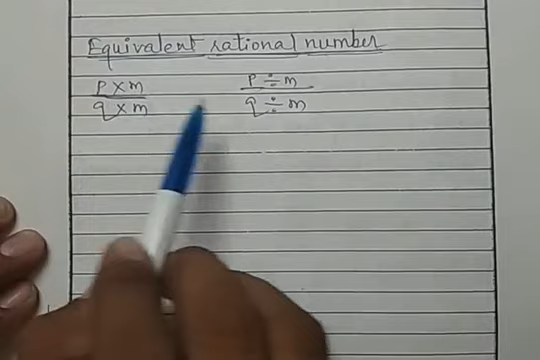 Equivalent rational number
p × m    p ÷ m
q × m    q ÷ m